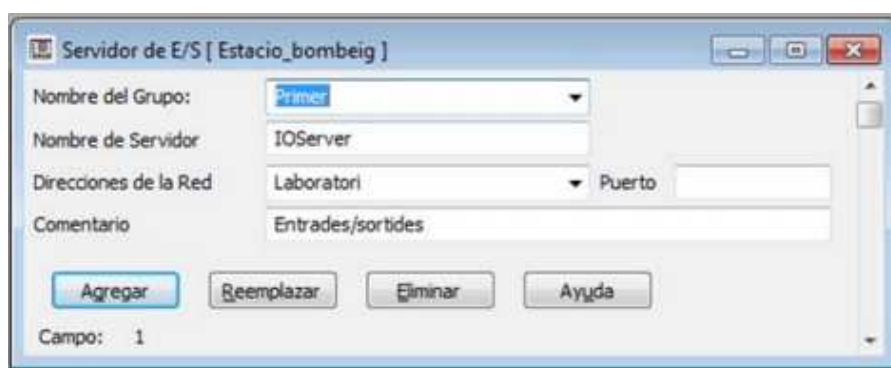 Servidor de E/S [ Estacio_bombeig ]
Nombre del Grupo: Primer
Nombre de Servidor IOServer
Direcciones de la Red Laboratori Puerto
Comentario Entrades/sortides
Agregar Reemplazar Eliminar Ayuda
Campo: 1